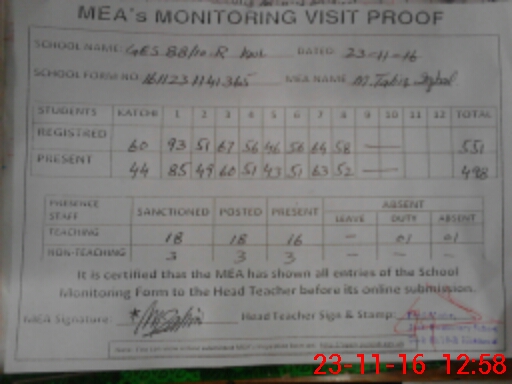 MEA's MONITORING VISIT PROOF
SCHOOL NAME: GES 88/10 R DATED: 23-11-16
SCHOOL FORM NO MEA NAME:
STUDENTS KATCHI 1 2 3 4 5 6 7 8 9 10 11 12 TOTAL
REGISTRED 60 93 51 67 56 46 56 64 58 — 551
PRESENT 44 85 49 60 51 43 51 63 52 — 498
PRESENCE STAFF SANCTIONED POSTED PRESENT ABSENT
LEAVE DUTY ABSENT
TEACHING 18 18 16 - 01 01
NON-TEACHING 3 3 3 - - -
It is certified that the MEA has shown all entries of the School
Monitoring Form to the Head Teacher before its online submission.
MEA Signature: Head Teacher Sign & Stamp:
23-11-16 12:58